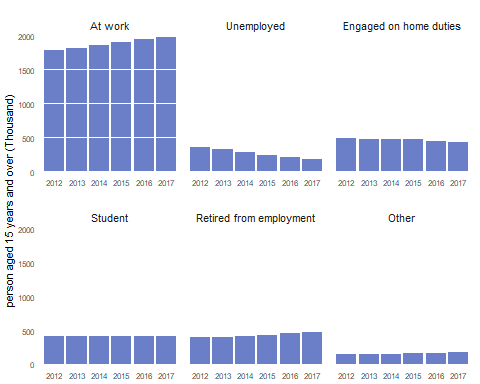 At work Unemployed Engaged on home duties
2000
1500
1000
500
0
2012 2013 2014 2015 2016 2017 2012 2013 2014 2015 2016 2017 2012 2013 2014 2015 2016 2017
person aged 15 years and over (Thousand)
Student Retired from employment Other
2000
1500
1000
500
0
2012 2013 2014 2015 2016 2017 2012 2013 2014 2015 2016 2017 2012 2013 2014 2015 2016 2017